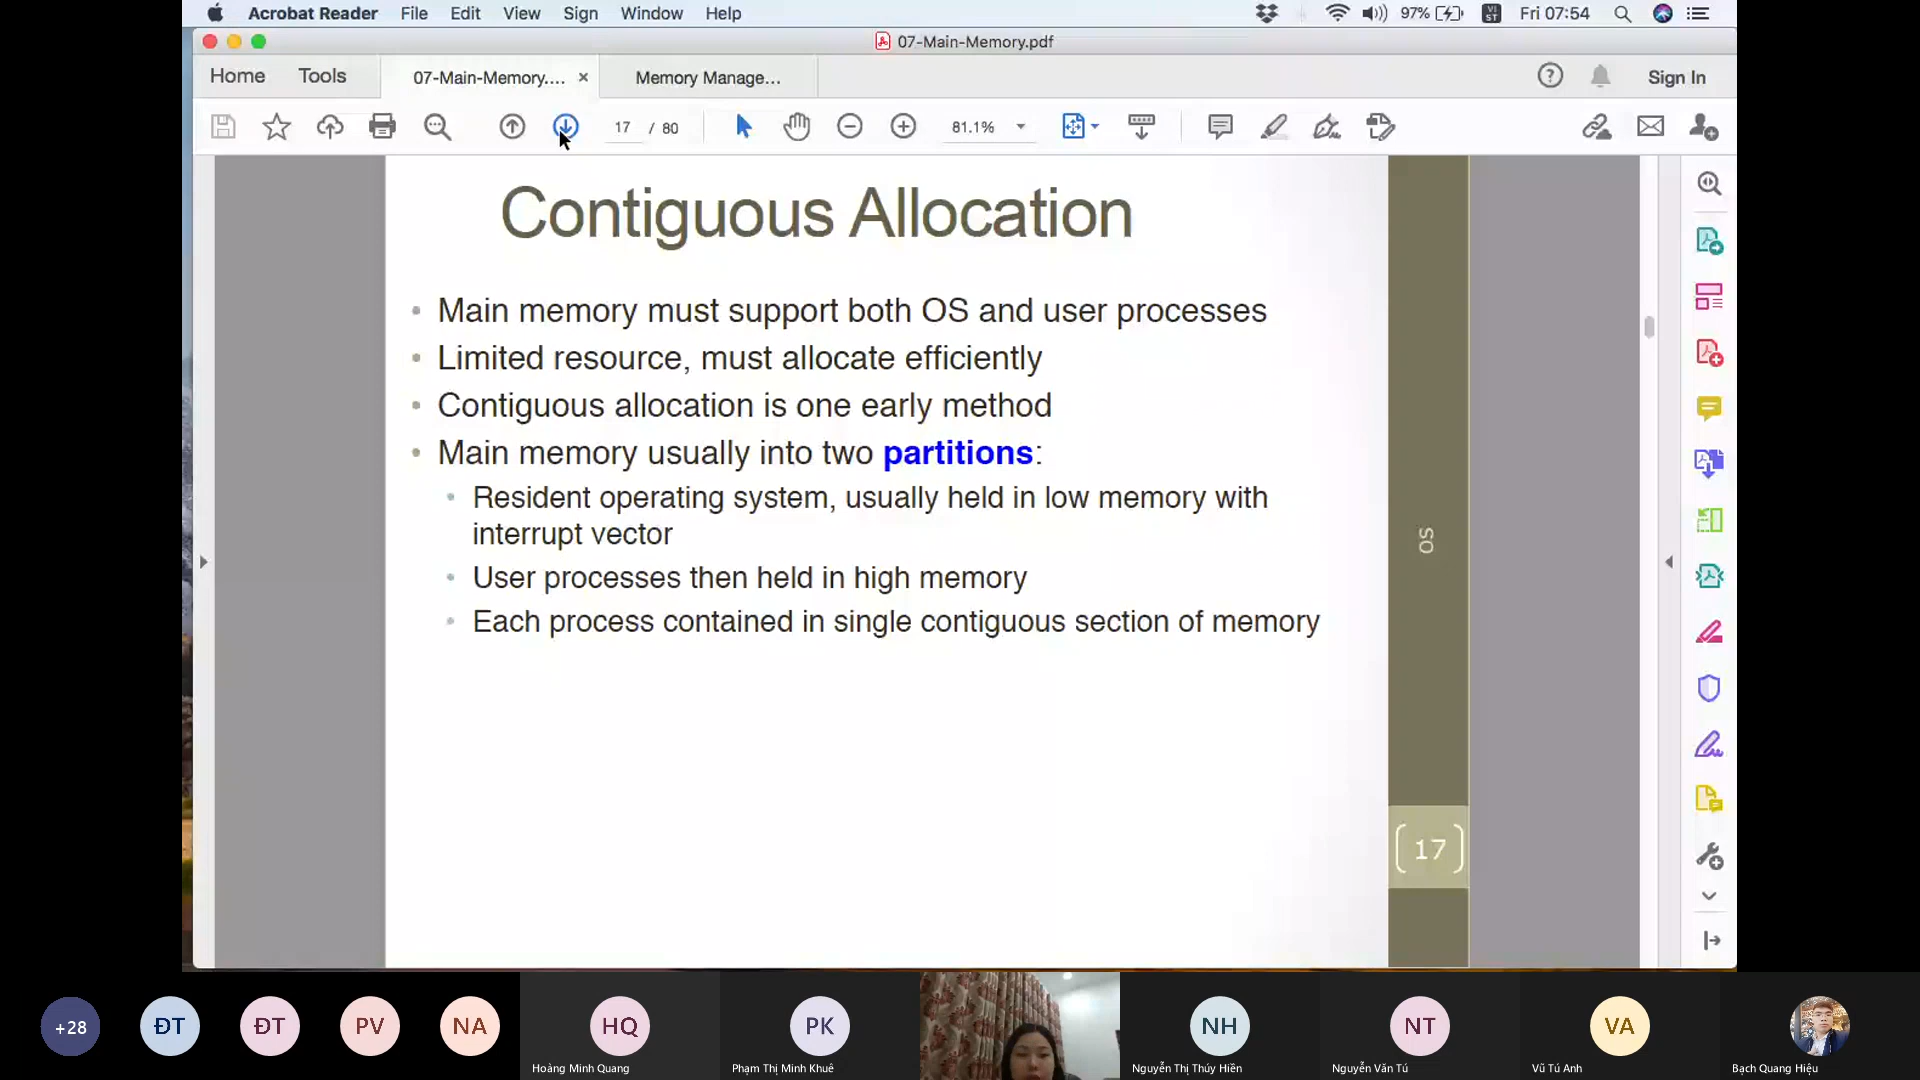 Acrobat Reader File Edit View Sign Window Help 97% VI ST Fri 07:54
07-Main-Memory.pdf
Home Tools 07-Main-Memory.... × Memory Manage... ? Sign In
17 / 80 81.1%
Contiguous Allocation
• Main memory must support both OS and user processes
• Limited resource, must allocate efficiently
• Contiguous allocation is one early method
• Main memory usually into two partitions:
• Resident operating system, usually held in low memory with
interrupt vector
• User processes then held in high memory
• Each process contained in single contiguous section of memory
OS
17
+28 ĐT ĐT PV NA HQ PK NH NT VA
Hoàng Minh Quang Phạm Thị Minh Khuê Nguyễn Thị Thúy Hiền Nguyễn Văn Tú Vũ Tú Anh Bạch Quang Hiệu